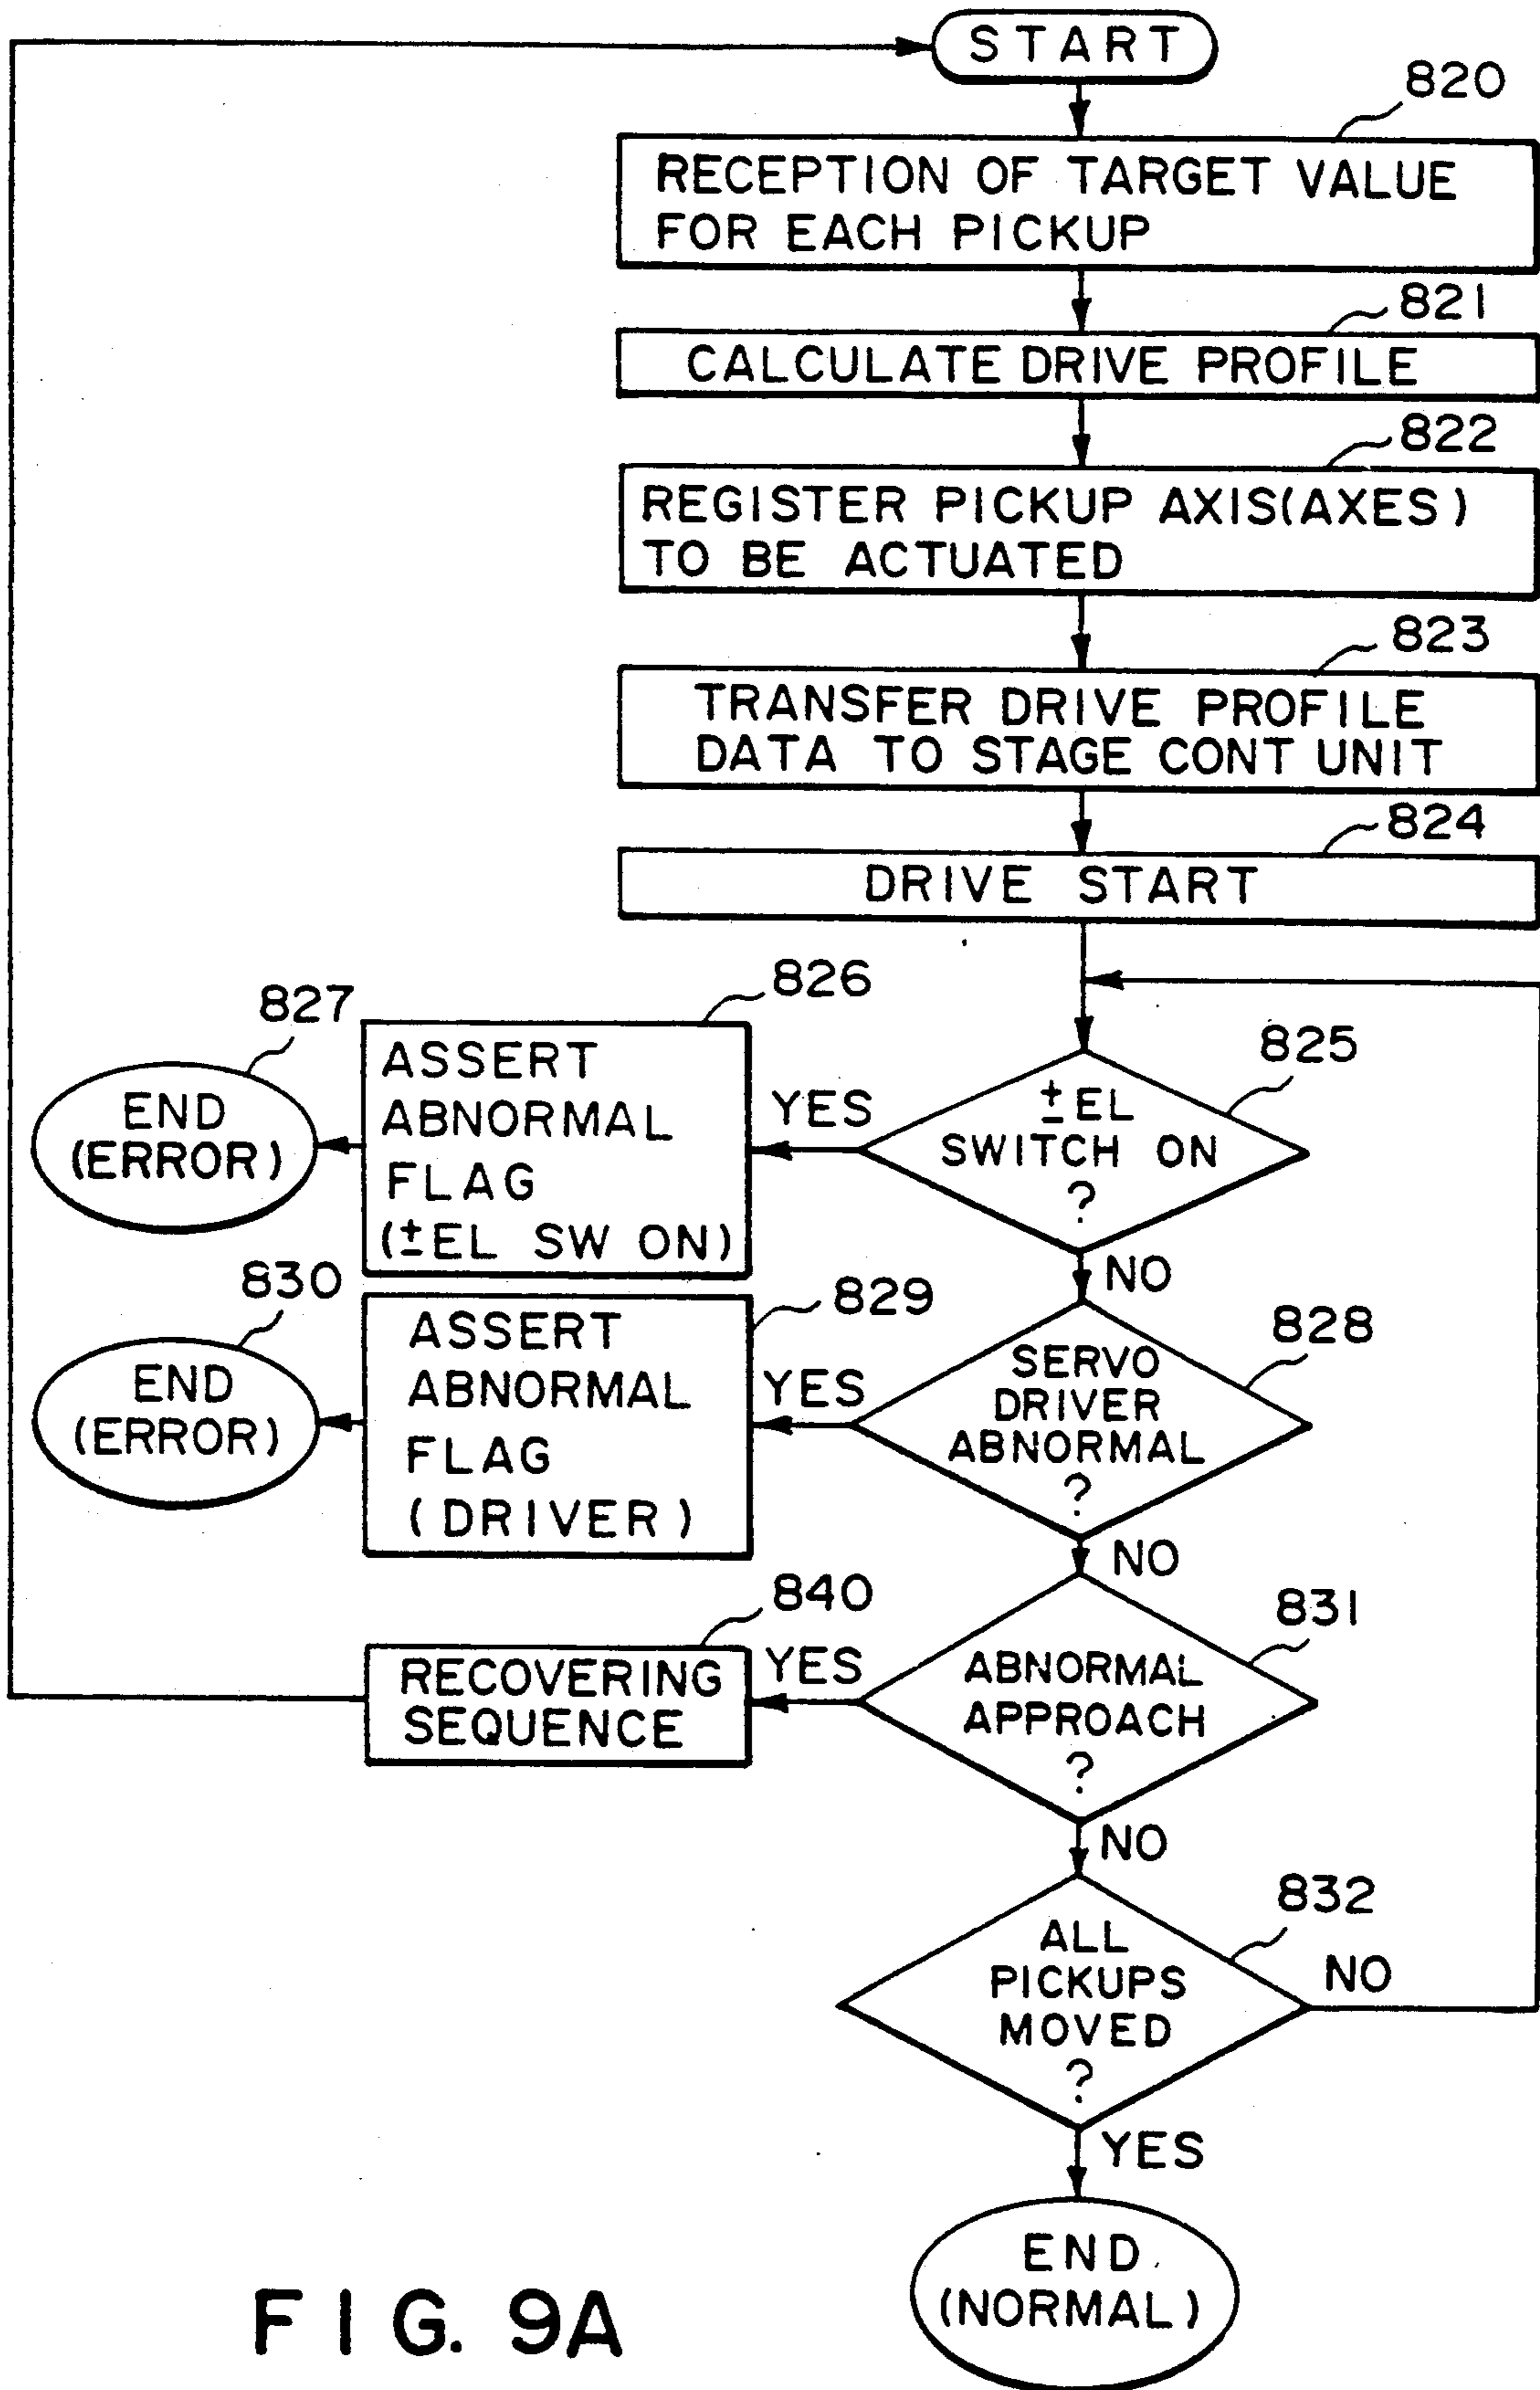 START
820
RECEPTION OF TARGET VALUE
FOR EACH PICKUP
821
CALCULATE DRIVE PROFILE
822
REGISTER PICKUP AXIS(AXES)
TO BE ACTUATED
823
TRANSFER DRIVE PROFILE
DATA TO STAGE CONT UNIT
824
DRIVE START
825
±EL
SWITCH ON
?
YES
826
ASSERT
ABNORMAL
FLAG
(±EL SW ON)
827
END
(ERROR)
NO
828
SERVO
DRIVER
ABNORMAL
?
YES
829
ASSERT
ABNORMAL
FLAG
(DRIVER)
830
END
(ERROR)
NO
831
ABNORMAL
APPROACH
?
YES
840
RECOVERING
SEQUENCE
NO
832
ALL
PICKUPS
MOVED
?
NO
YES
END
(NORMAL)
FIG. 9A